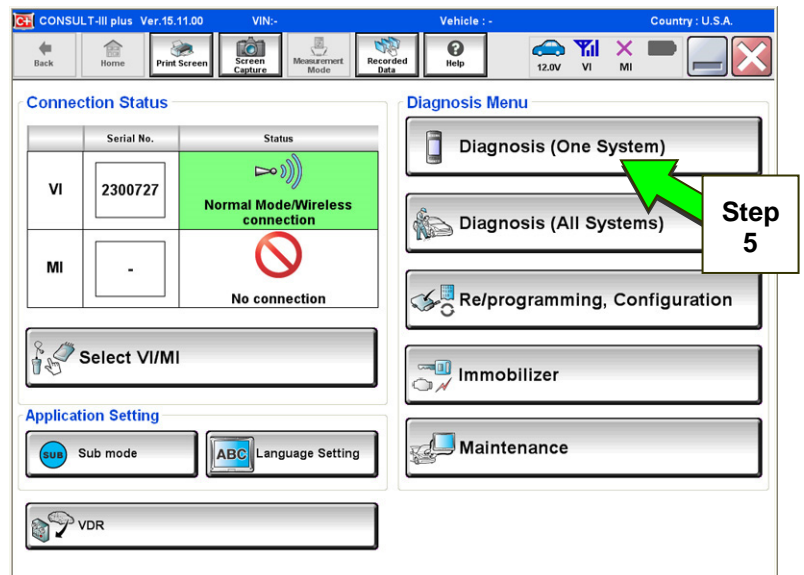 C+ CONSULT-III plus Ver.15.11.00 VIN:- Vehicle : - Country : U.S.A.
Back Home Print Screen Screen Capture Measurement Mode Recorded Data Help 12.0V VI MI
Connection Status
Serial No. Status
VI 2300727 Normal Mode/Wireless
connection
MI - No connection
Select VI/MI
Application Setting
SUB Sub mode ABC Language Setting
VDR
Diagnosis Menu
Diagnosis (One System)
Step
5
Diagnosis (All Systems)
Re/programming, Configuration
Immobilizer
Maintenance